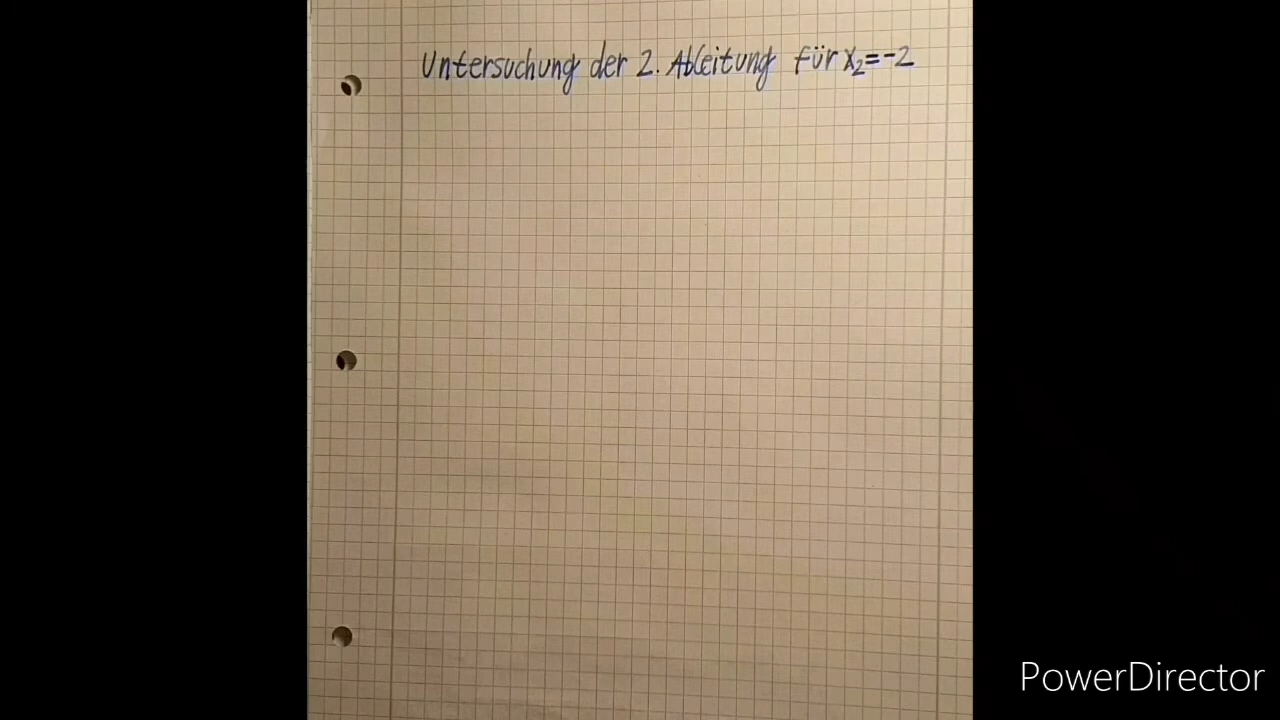 Untersuchung der 2. Ableitung für x₂=-2
PowerDirector